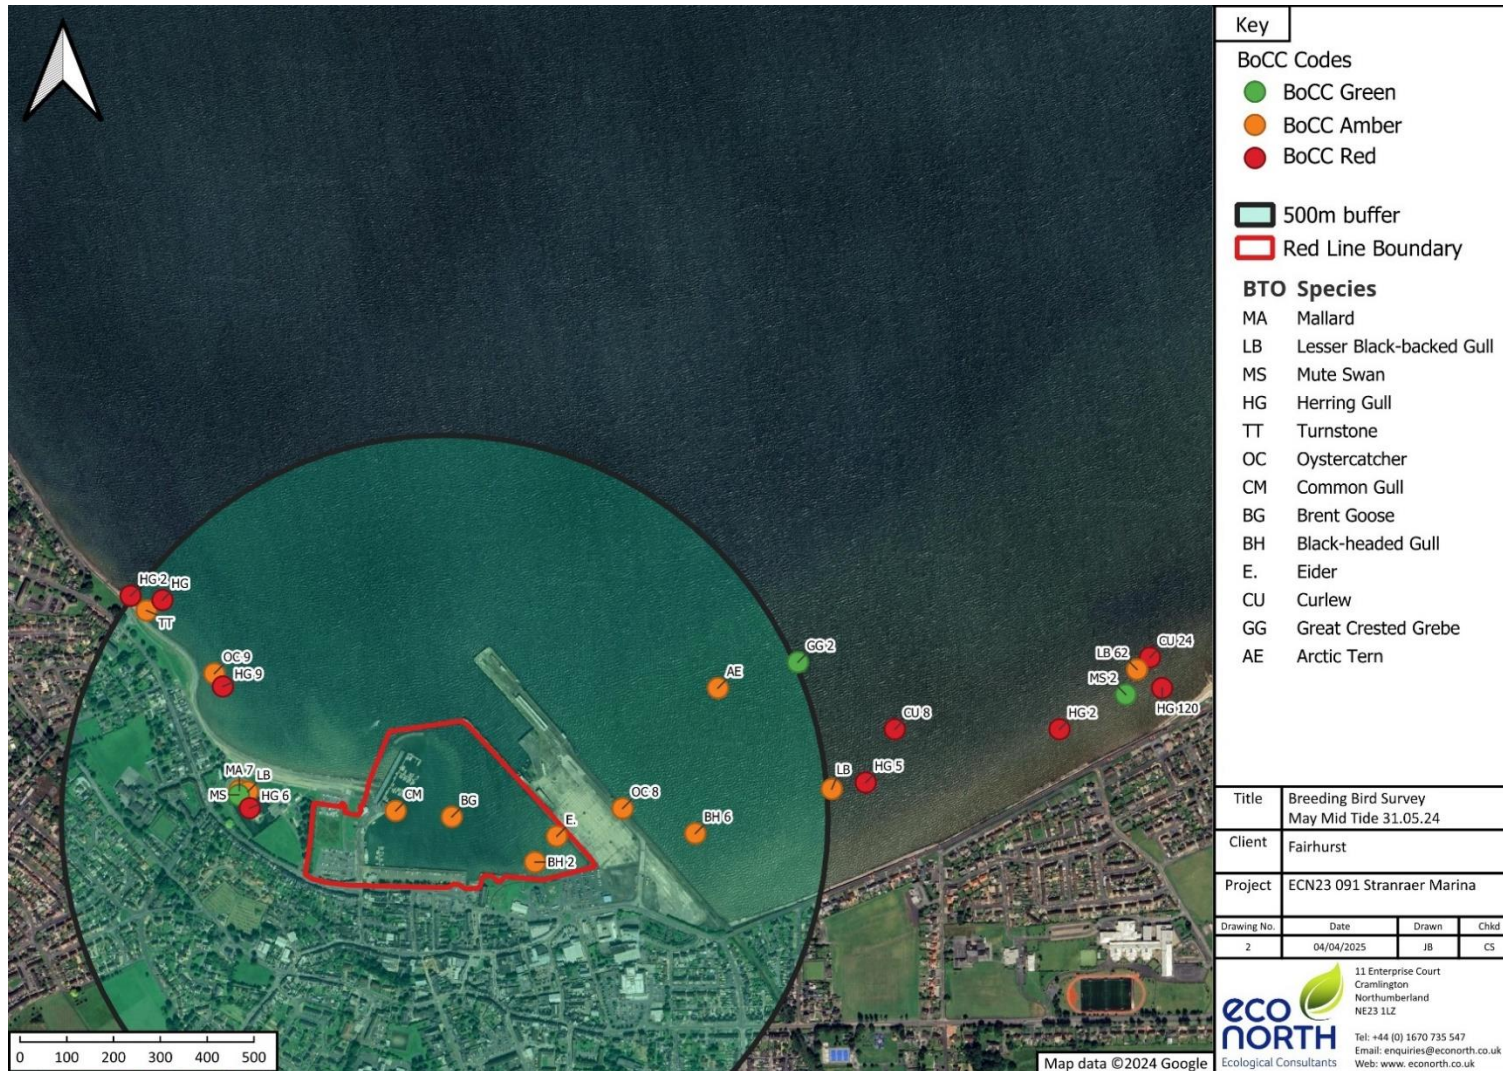 HG 2
HG
TT
OC 9
HG 9
MA 7
LB
MS
HG 6
CM
BG
E.
BH 2
OC 8
BH 6
AE
GG 2
LB
CU 8
HG 5
HG 2
LB 62
CU 24
MS 2
HG 120
0 100 200 300 400 500
Map data ©2024 Google
Key
BoCC Codes
BoCC Green
BoCC Amber
BoCC Red
500m buffer
Red Line Boundary
BTO Species
MA Mallard
LB Lesser Black-backed Gull
MS Mute Swan
HG Herring Gull
TT Turnstone
OC Oystercatcher
CM Common Gull
BG Brent Goose
BH Black-headed Gull
E. Eider
CU Curlew
GG Great Crested Grebe
AE Arctic Tern
Title Breeding Bird Survey
May Mid Tide 31.05.24
Client Fairhurst
Project ECN23 091 Stranraer Marina
Drawing No. Date Drawn Chkd
2 04/04/2025 JB CS
eco
NORTH
Ecological Consultants
11 Enterprise Court
Cramlington
Northumberland
NE23 1LZ
Tel: +44 (0) 1670 735 547
Email: enquiries@econorth.co.uk
Web: www. econorth.co.uk